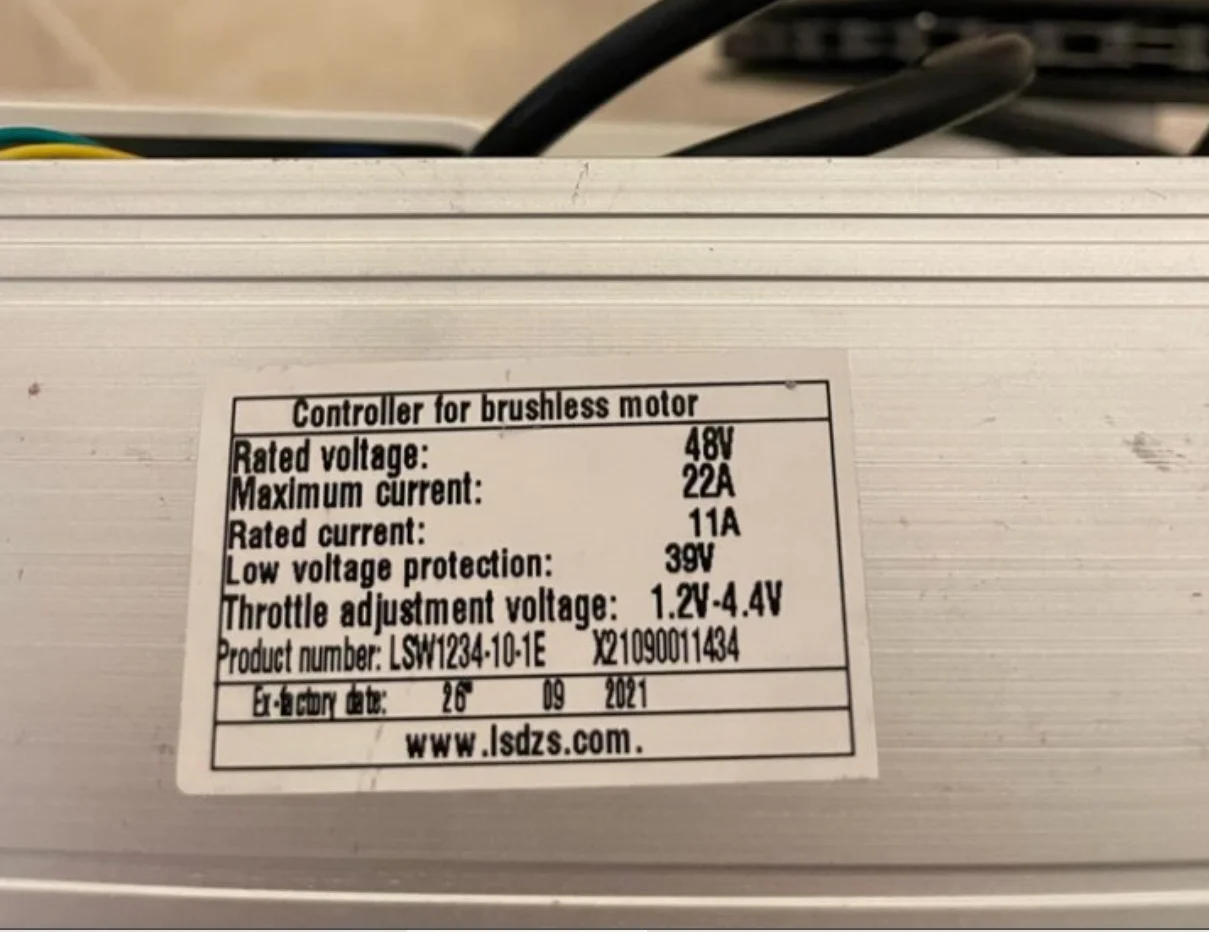 Controller for brushless motor
Rated voltage: 48V
Maximum current: 22A
Rated current: 11A
Low voltage protection: 39V
Throttle adjustment voltage: 1.2V-4.4V
Product number: LSW1234-10-1E X21090011434
Ex-factory date: 26" 09 2021
www.lsdzs.com.